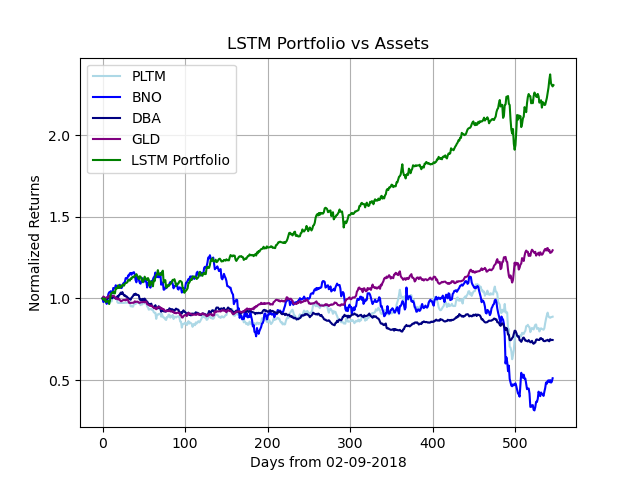 LSTM Portfolio vs Assets
PLTM
BNO
DBA
GLD
LSTM Portfolio
Normalized Returns
2.0
1.5
1.0
0.5
0 100 200 300 400 500
Days from 02-09-2018